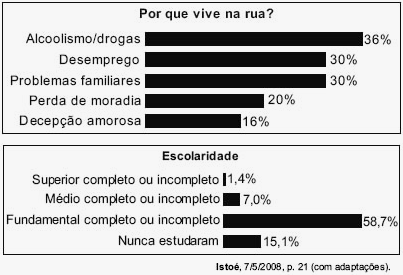 Por que vive na rua?
Alcoolismo/drogas 36%
Desemprego 30%
Problemas familiares 30%
Perda de moradia 20%
Decepção amorosa 16%
Escolaridade
Superior completo ou incompleto 1,4%
Médio completo ou incompleto 7,0%
Fundamental completo ou incompleto 58,7%
Nunca estudaram 15,1%
Istoé, 7/5/2008, p. 21 (com adaptações).